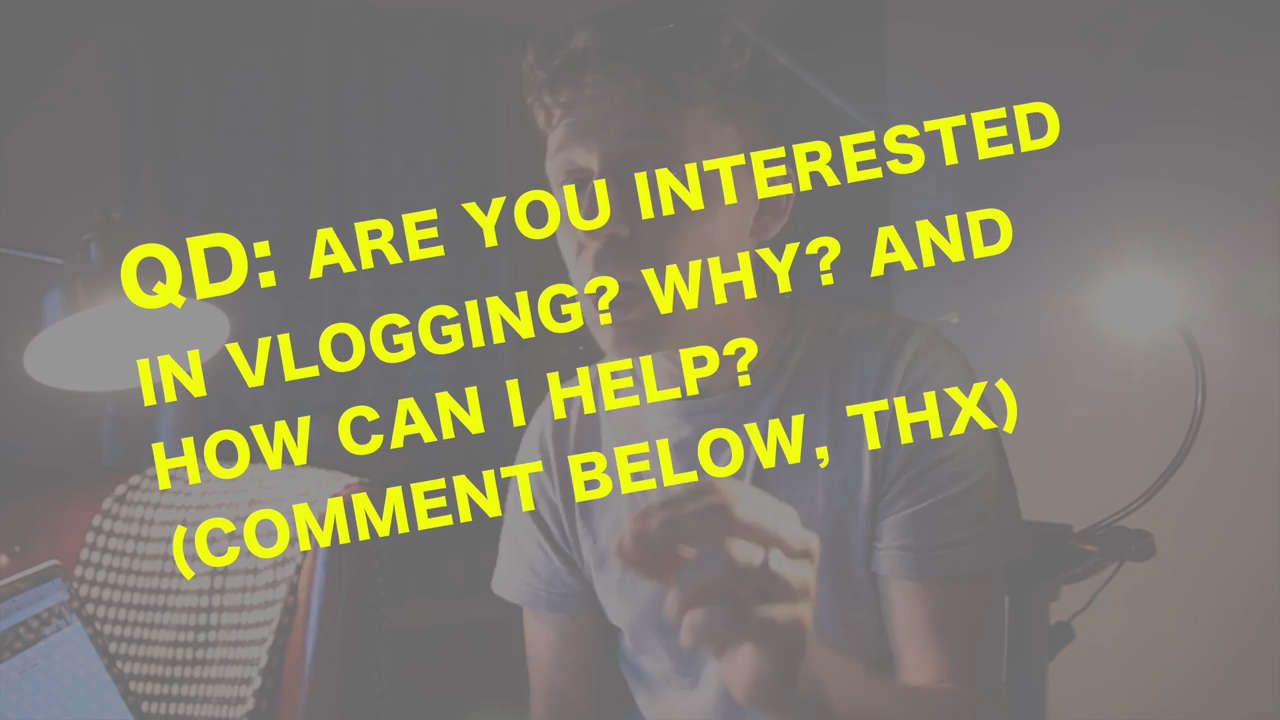 QD: ARE YOU INTERESTED
IN VLOGGING? WHY? AND
HOW CAN I HELP?
(COMMENT BELOW, THX)